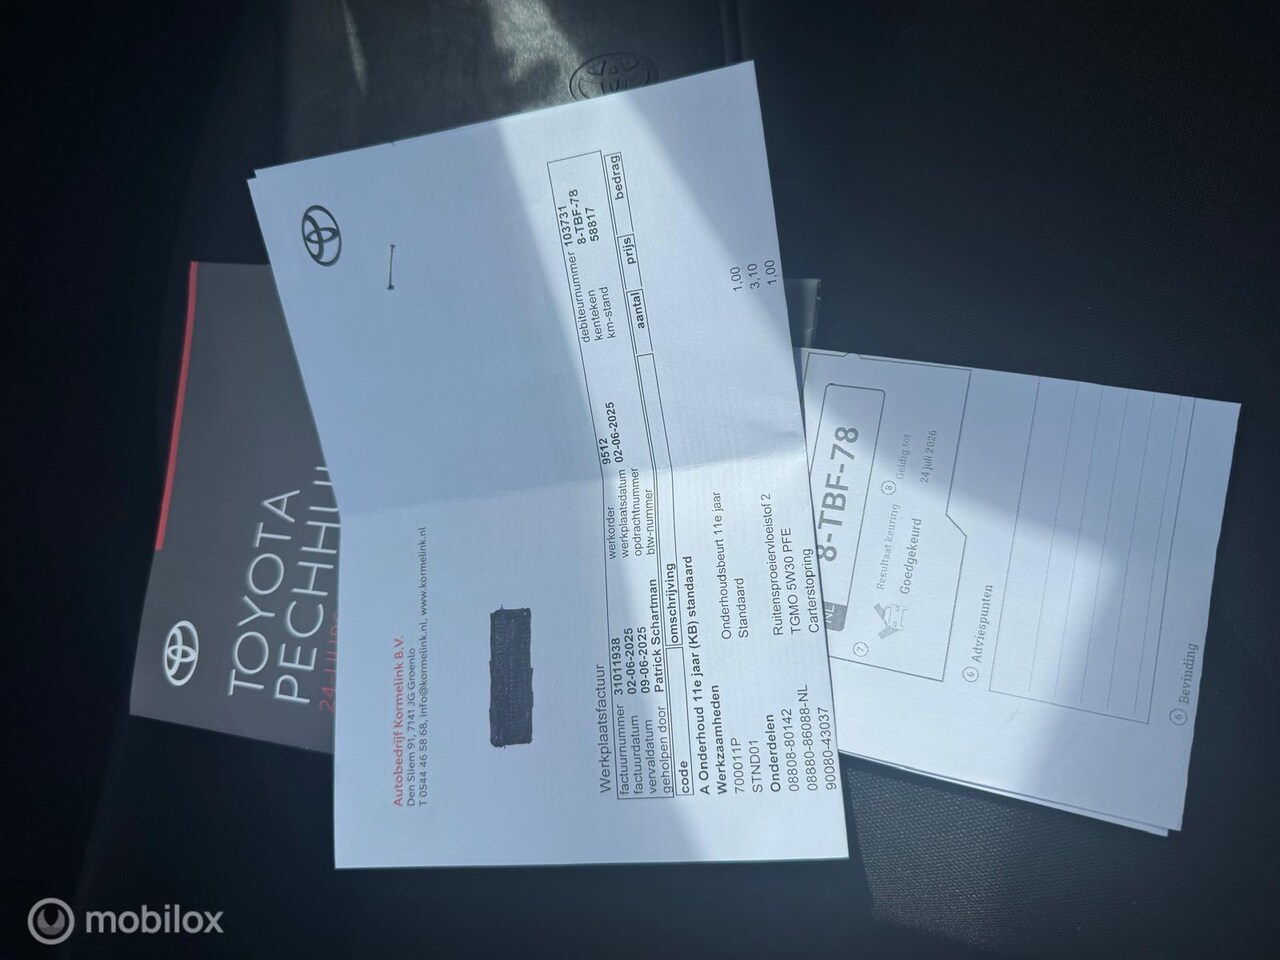 TOYOTA
PECHHU
Autobedrijf Kormelink B.V.
Den Sliem 91, 7141 JG Groenlo
T 0544 46 58 68, info@kormelink.nl, www.kormelink.nl
Werkplaatsfactuur
factuurnummer 31011938 werkorder 9512 debiteurnummer 103731
factuurdatum 02-06-2025 werkplaatsdatum 02-06-2025 kenteken 8-TBF-78
vervaldatum 09-06-2025 opdrachtnummer km-stand 58817
geholpen door Patrick Schartman btw-nummer
code omschrijving aantal prijs bedrag
A Onderhoud 11e jaar (KB) standaard
Werkzaamheden
700011P Onderhoudsbeurt 11e jaar
STND01 Standaard
Onderdelen
08808-80142 Ruitensproeiervloeistof 2 1,00
08880-86088-NL TGMO 5W30 PFE 3,10
90080-43037 Carterstopring 1,00
NL 8-TBF-78
7 Resultaat keuring 8 Geldig tot
Goedgekeurd 24 juli 2026
6 Adviespunten
6 Bevinding
mobilox